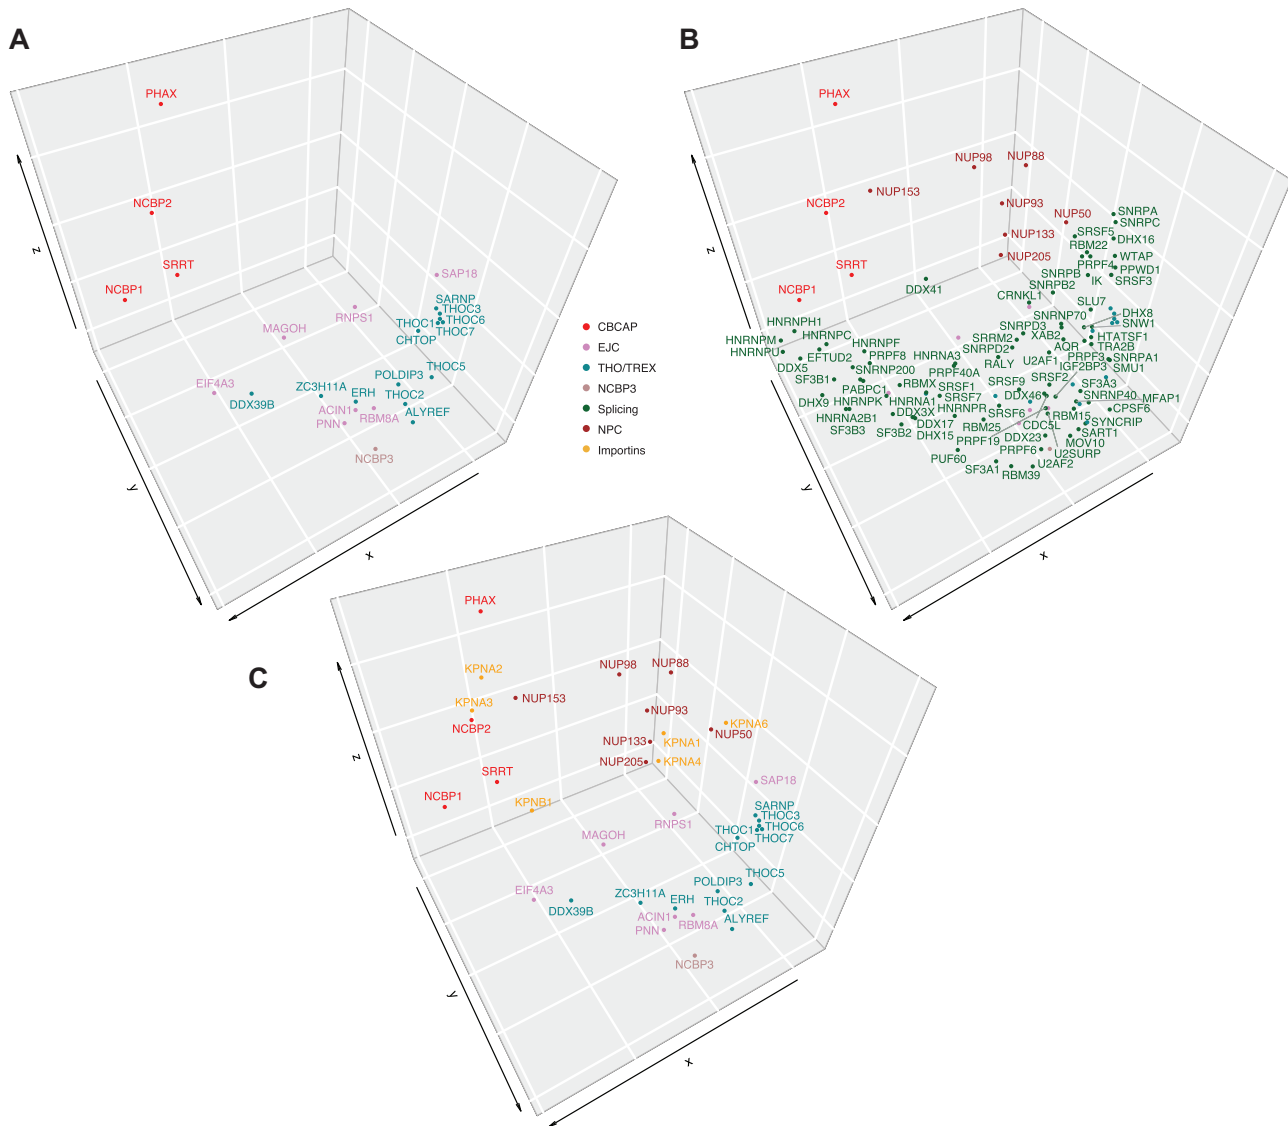 A
PHAX
NCBP2
SRRT
NCBP1
SAP18
RNPS1
SARNP
THOC3
THOC1
THOC6
THOC7
CHTOP
MAGOH
EIF4A3
DDX39B
ZC3H11A
ERH
POLDIP3
THOC5
THOC2
ACIN1
RBM8A
ALYREF
PNN
NCBP3
z
y
x
CBCAP
EJC
THO/TREX
NCBP3
Splicing
NPC
Importins
B
PHAX
NUP98
NUP88
NUP153
NCBP2
NUP93
NUP50
SNRPA
SNRPC
SRSF5
NUP133
DHX16
RBM22
NUP205
WTAP
SRRT
PRPF4
PPWD1
SNRPB
IK
SRSF3
NCBP1
DDX41
SNRPB2
CRNKL1
SLU7
DHX8
SNRNP70
SNW1
HNRNPH1
SNRPD3
HNRNPM
HNRNPC
SRRM2
XAB2
HTATSF1
HNRNPU
HNRNPF
SNRPD2
AQR
TRA2B
EFTUD2
PRPF8
HNRNPA3
U2AF1
PRPF3
SNRPA1
DDX5
SNRNP200
PRPF40A
RALY
IGF2BP3
SMU1
SF3B1
PABPC1
RBMX
SRSF1
SRSF9
SRSF2
SF3A3
DHX9
HNRNPK
HNRNPA1
SRSF7
DDX46
SNRNP40
MFAP1
HNRNPA2B1
DDX3X
HNRNPR
SRSF6
RBM15
CPSF6
SF3B3
DDX17
RBM25
CDC5L
SYNCRIP
SF3B2
DHX15
PRPF19
DDX23
SART1
MOV10
PUF60
PRPF6
U2SURP
SF3A1
U2AF2
RBM39
z
y
x
C
PHAX
KPNA2
NUP98
NUP88
KPNA3
NUP153
NCBP2
NUP93
KPNA6
NUP133
KPNA1
NUP50
NUP205
KPNA4
SRRT
SAP18
NCBP1
KPNB1
RNPS1
SARNP
THOC3
THOC1
THOC6
THOC7
CHTOP
MAGOH
EIF4A3
DDX39B
ZC3H11A
ERH
POLDIP3
THOC5
THOC2
ACIN1
RBM8A
ALYREF
PNN
NCBP3
z
y
x